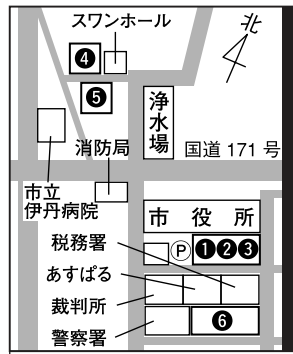 スワンホール
北
❹
❺
浄水場
消防局
国道 171 号
市立
伊丹病院
市役所
税務署
Ⓟ
❶❷❸
あすぱる
裁判所
❻
警察署